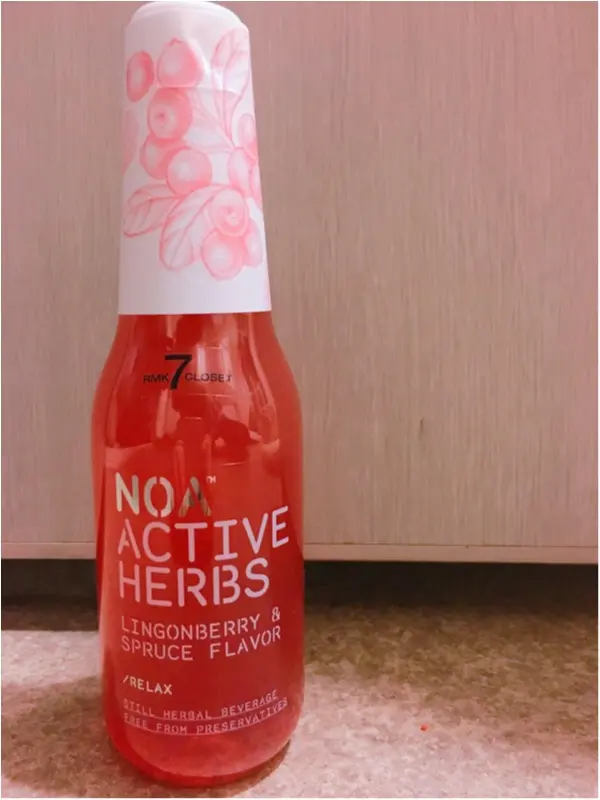 RMK 7 CLOSET
NOA™
ACTIVE
HERBS
LINGONBERRY &
SPRUCE FLAVOR
/RELAX
STILL HERBAL BEVERAGE
FREE FROM PRESERVATIVES